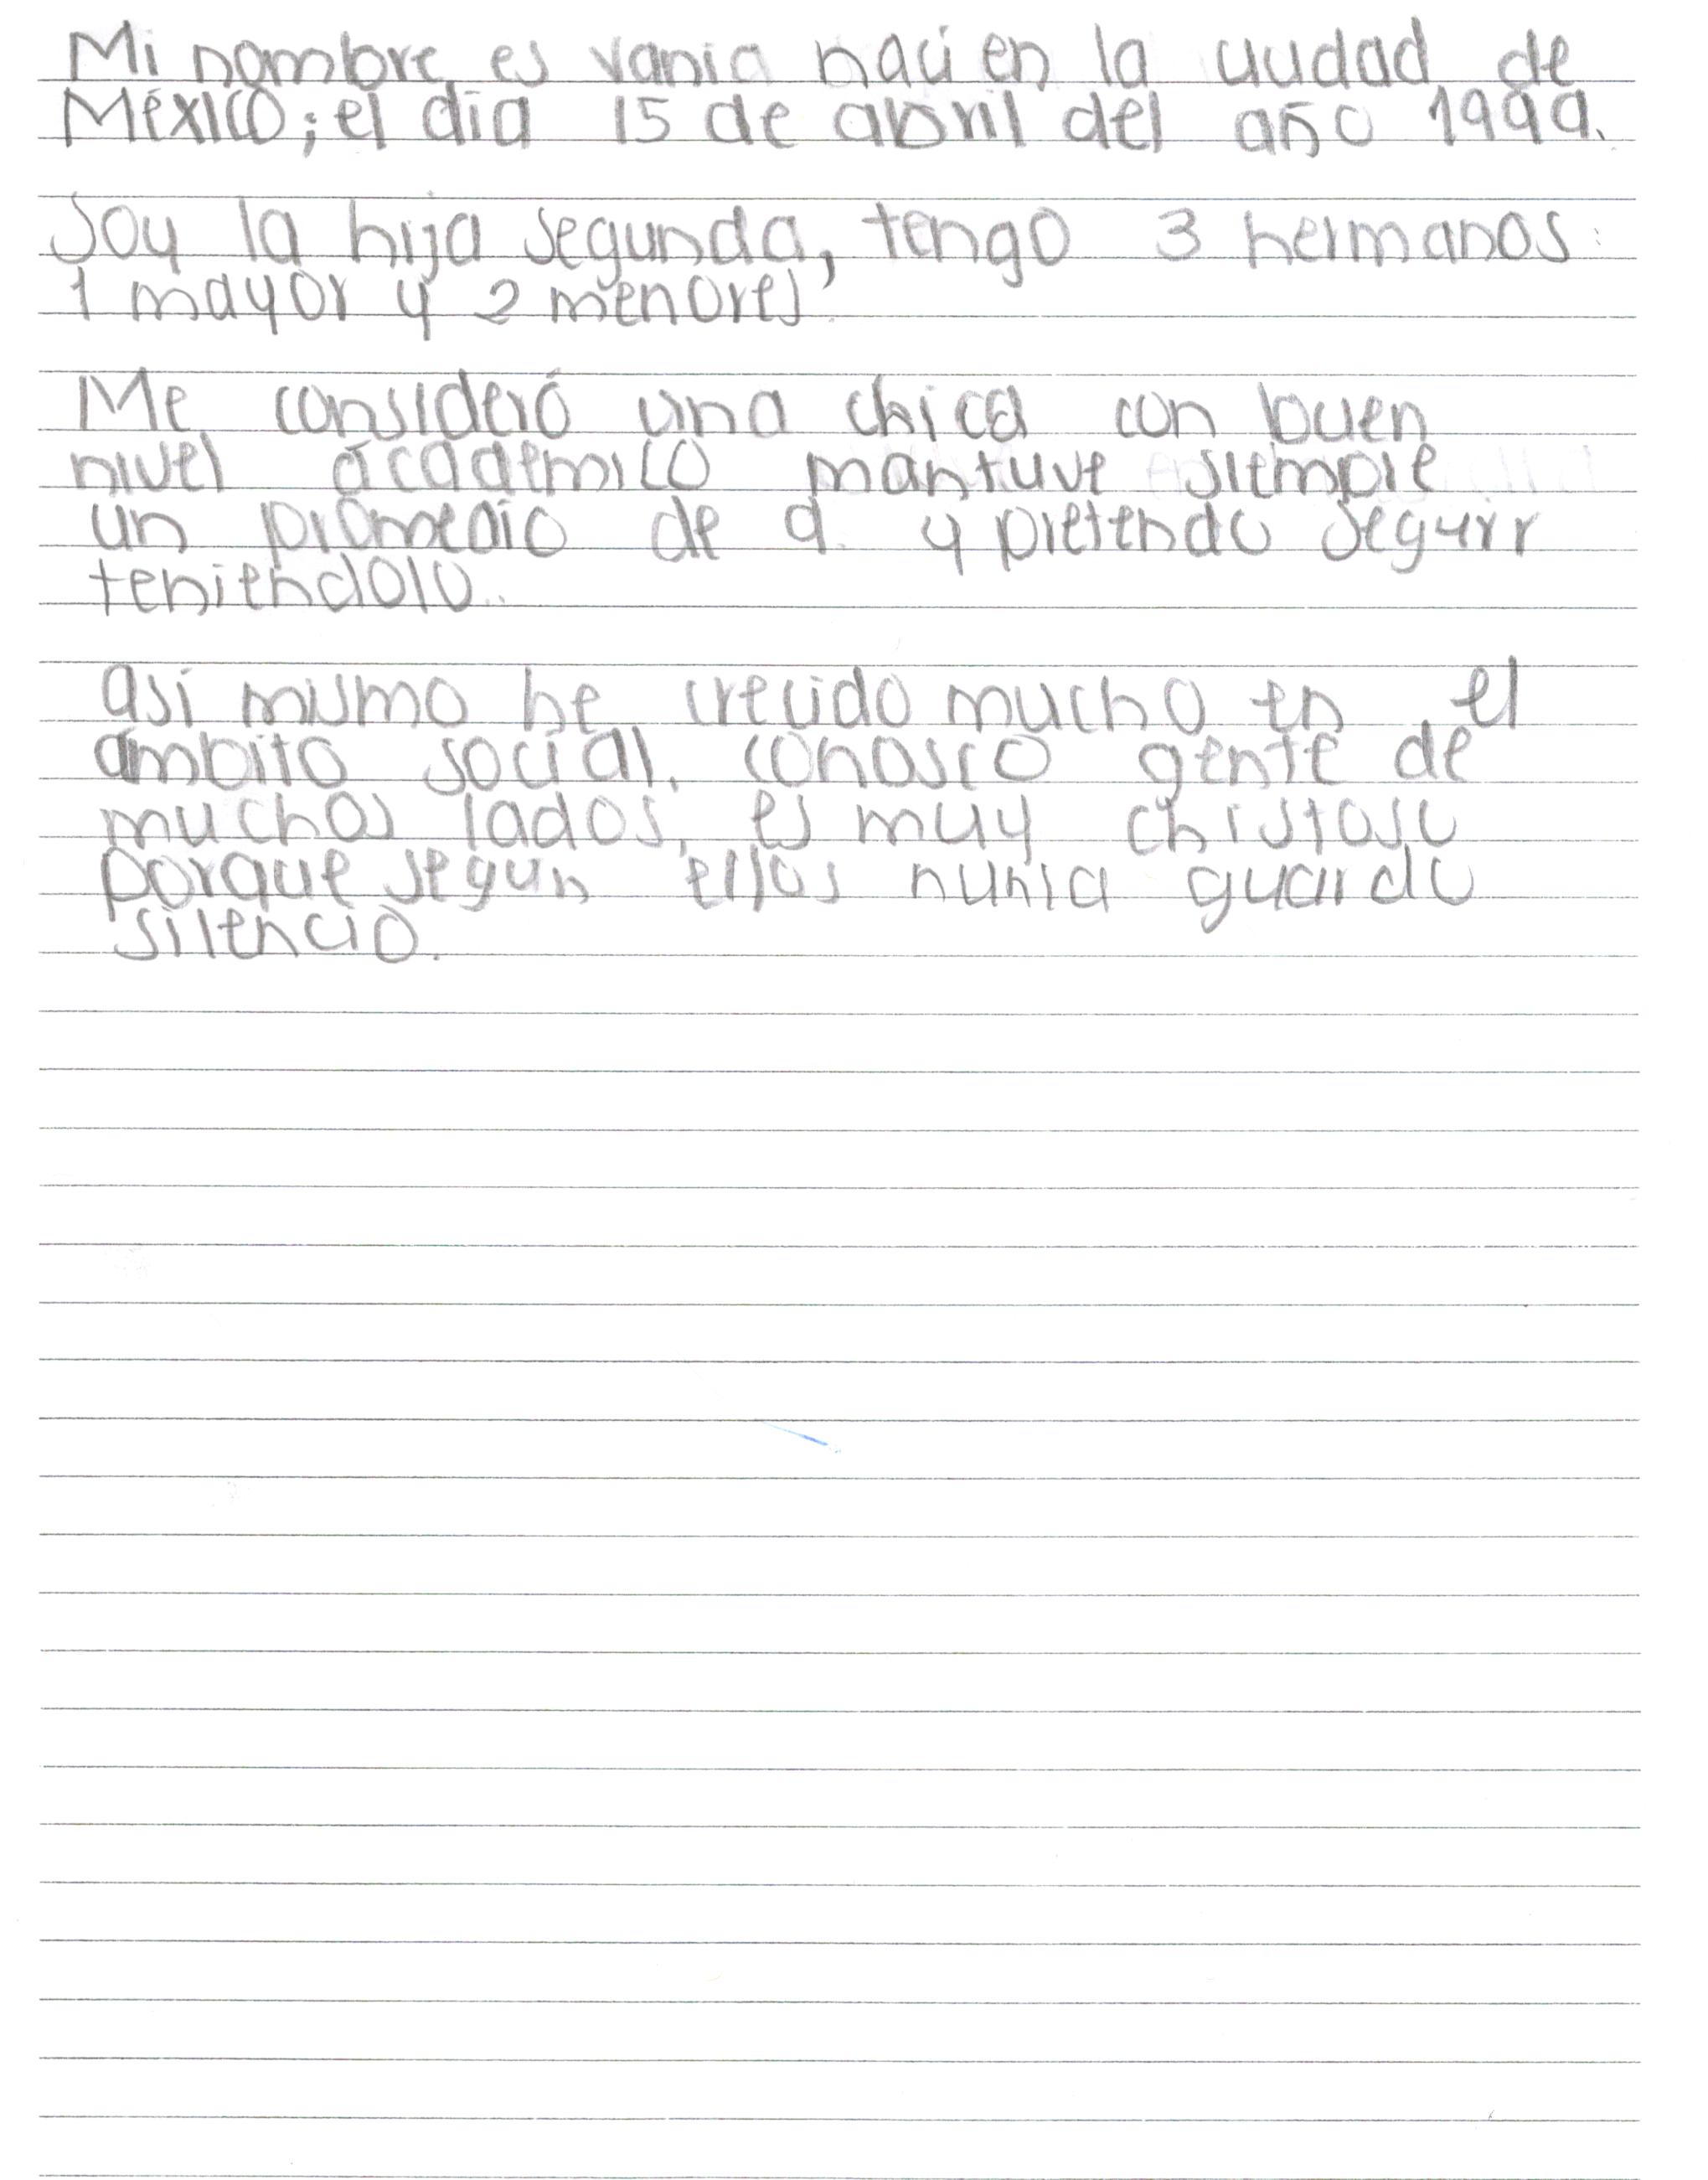 Mi nombre es vania naci en la ciudad de
México; el dia 15 de abril del año 1999.
Soy la hija segunda, tengo 3 hermanos:
1 mayor y 2 menores.
Me consideró una chica con buen
nivel academico mantuve siempre
un promedio de 9. y pretendo segurr
teniendolo..
asi mismo he crecido mucho en el
ambito social, conosco gente de
muchos lados, es muy christoso
porque segun ellos nunca guardo
silencio.